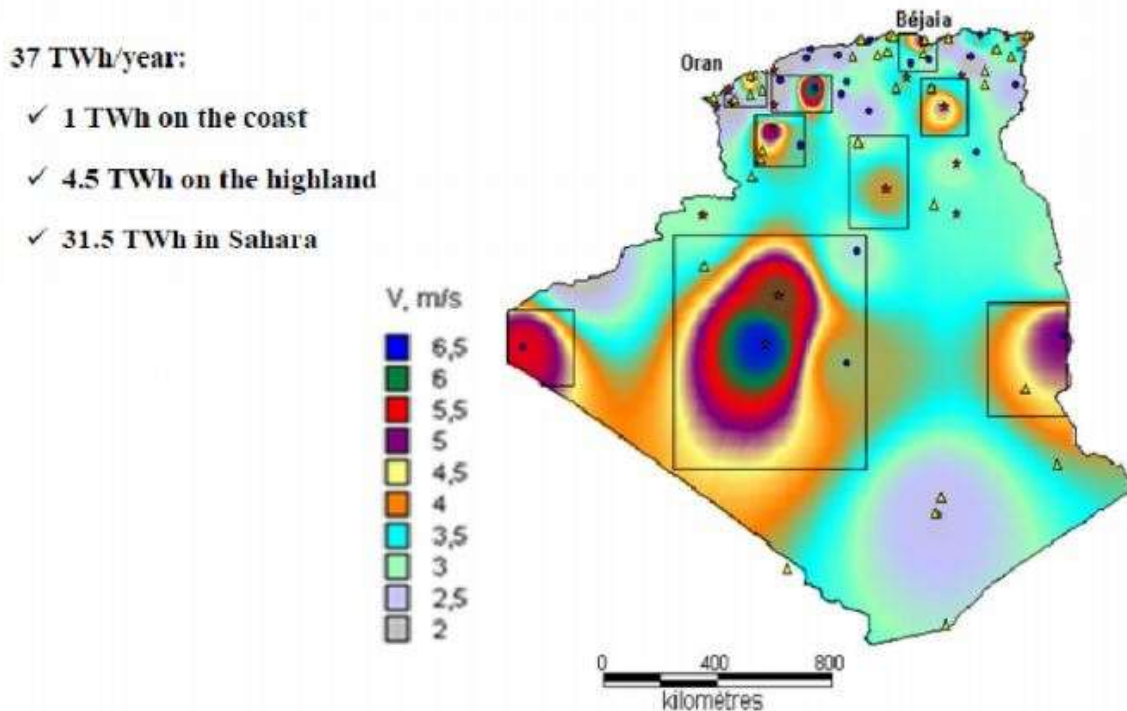 37 TWh/year:
✓ 1 TWh on the coast
✓ 4.5 TWh on the highland
✓ 31.5 TWh in Sahara
Béjaia
Oran
V, m/s
6,5
6
5,5
5
4,5
4
3,5
3
2,5
2
0 400 800
kilomètres